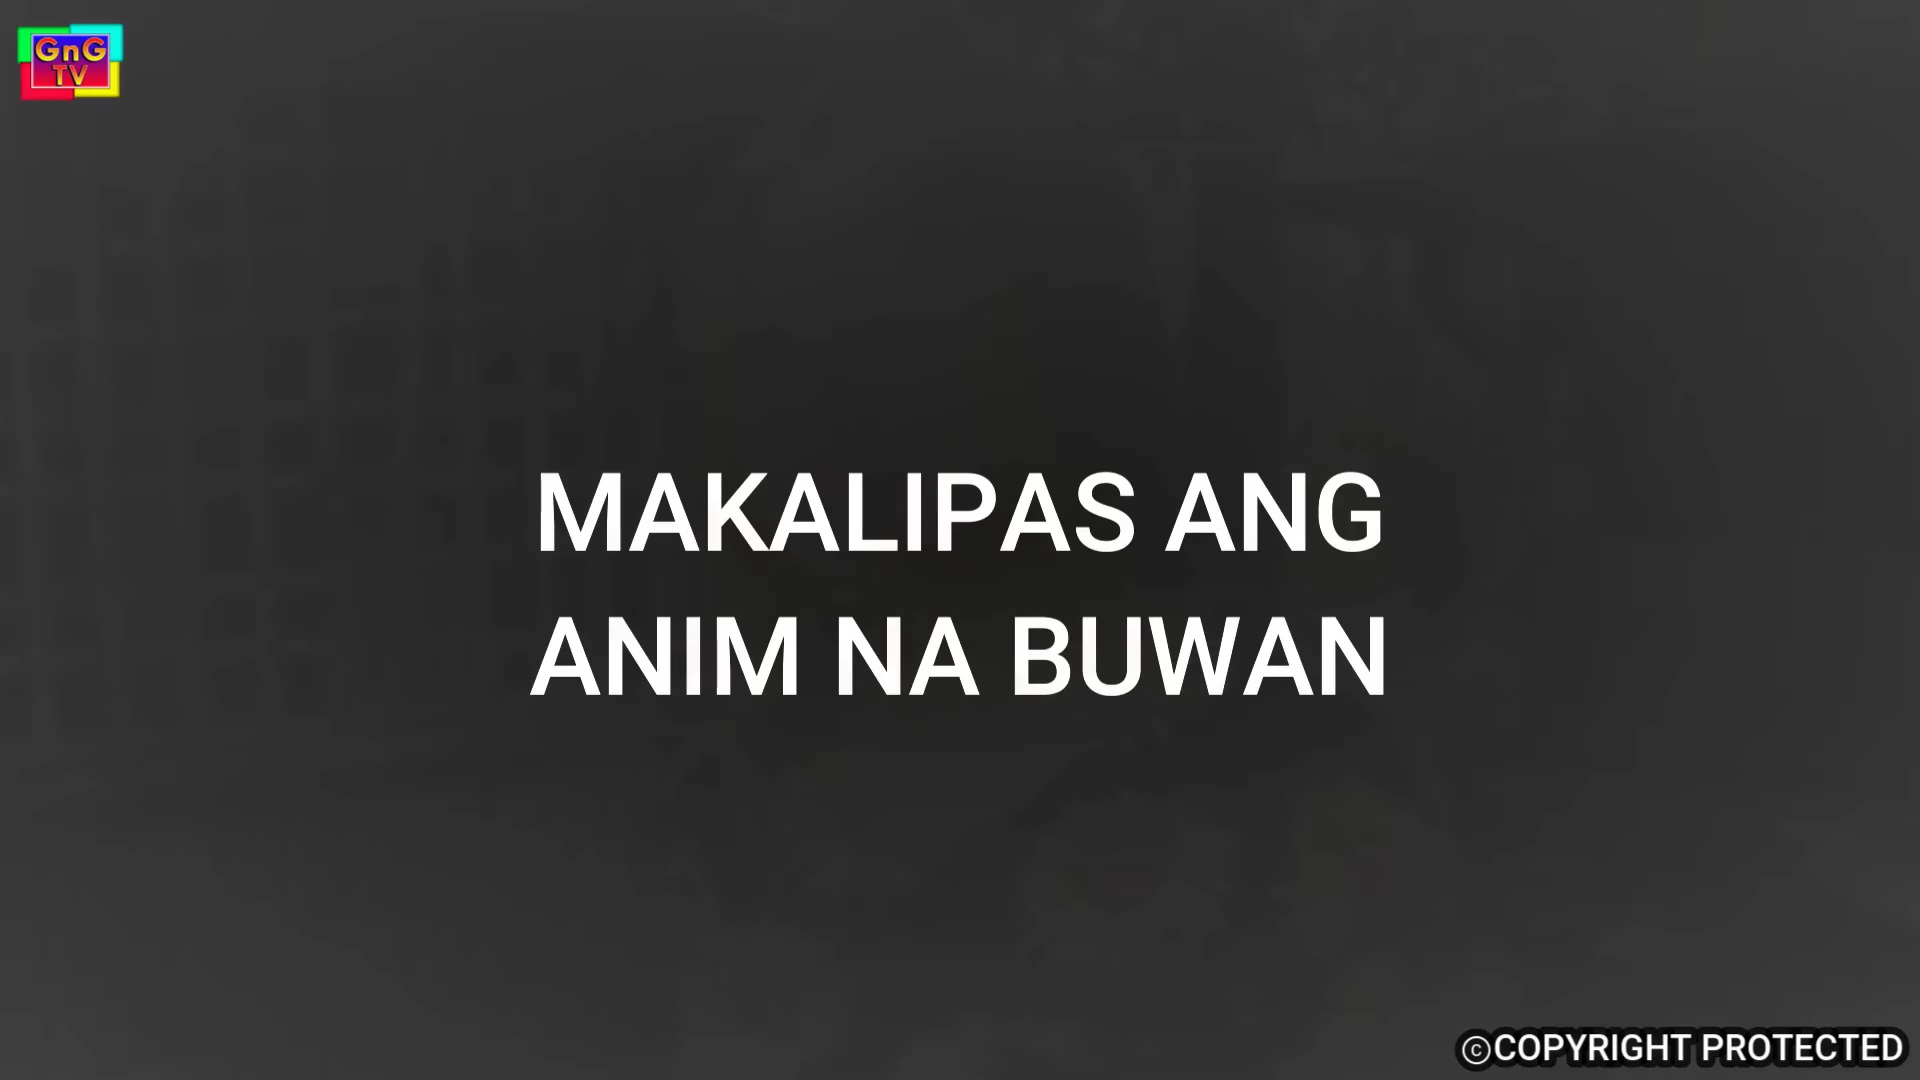 GnG
TV
MAKALIPAS ANG
ANIM NA BUWAN
©COPYRIGHT PROTECTED